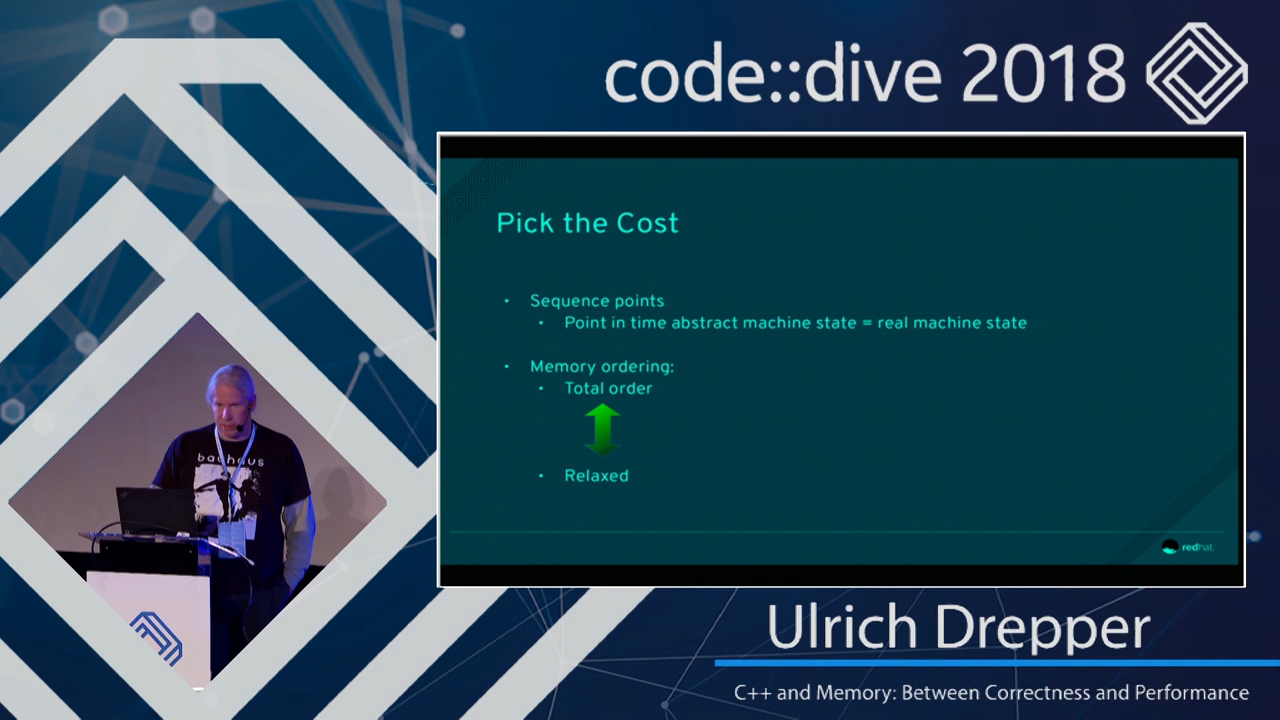 code::dive 2018
Pick the Cost
• Sequence points
• Point in time abstract machine state = real machine state
• Memory ordering:
• Total order
• Relaxed
redhat
bauhaus
Ulrich Drepper
C++ and Memory: Between Correctness and Performance